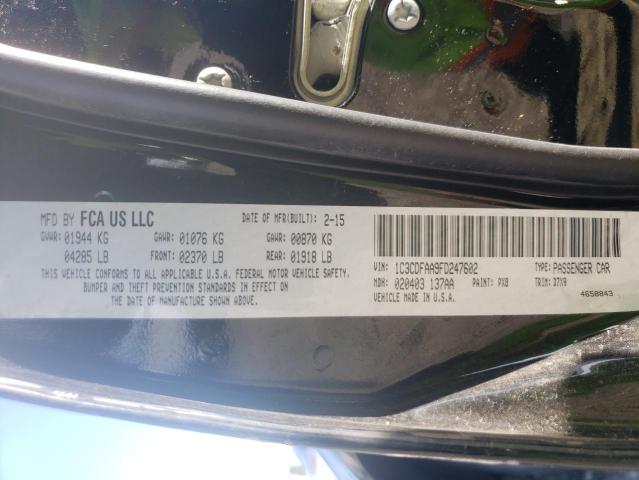 MFD BY FCA US LLC DATE OF MFR(BUILT): 2-15
GVWR: 01944 KG GAWR: 01076 KG GAWR: 00870 KG
04285 LB FRONT: 02370 LB REAR: 01918 LB
THIS VEHICLE CONFORMS TO ALL APPLICABLE U.S.A. FEDERAL MOTOR VEHICLE SAFETY,
BUMPER AND THEFT PREVENTION STANDARDS IN EFFECT ON
THE DATE OF MANUFACTURE SHOWN ABOVE.
VIN: 1C3CDFAA9FD247602 TYPE: PASSENGER CAR
MDH: 020403 137AA PAINT: PX8 TRIM: D7X9
VEHICLE MADE IN U.S.A. 4650843